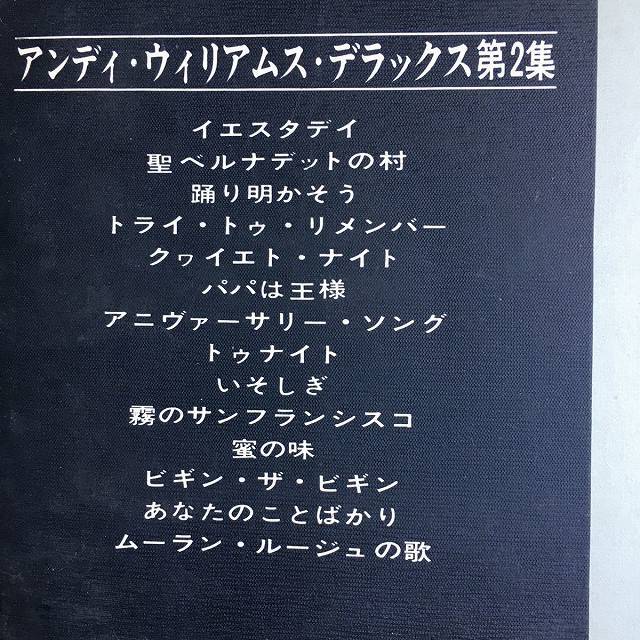 アンディ・ウィリアムス・デラックス第2集
イエスタデイ
聖ベルナデットの村
踊り明かそう
トライ・トゥ・リメンバー
クヮイエト・ナイト
パパは王様
アニヴァーサリー・ソング
トゥナイト
いそしぎ
霧のサンフランシスコ
蜜の味
ビギン・ザ・ビギン
あなたのことばかり
ムーラン・ルージュの歌